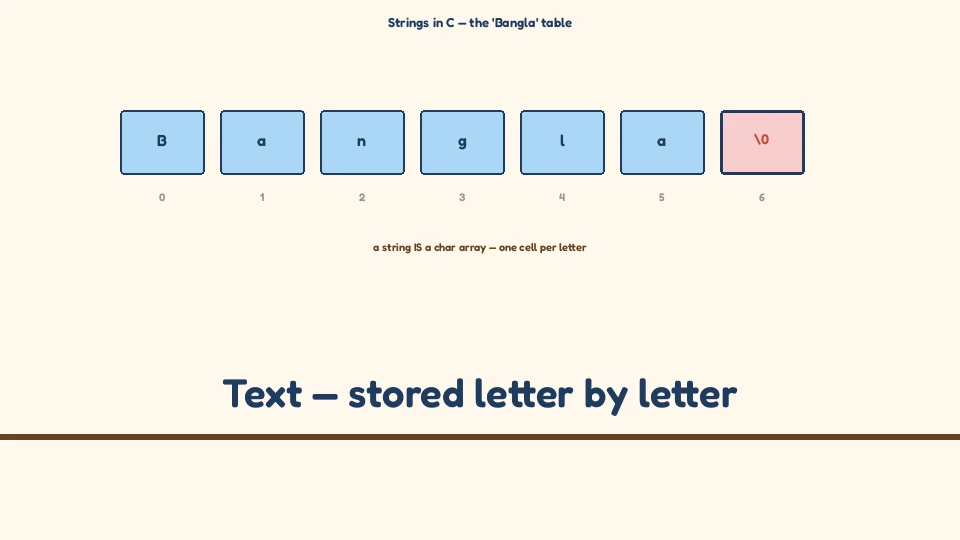 Strings in C — the 'Bangla' table
B a n g l a \0
0 1 2 3 4 5 6
a string IS a char array — one cell per letter
Text — stored letter by letter